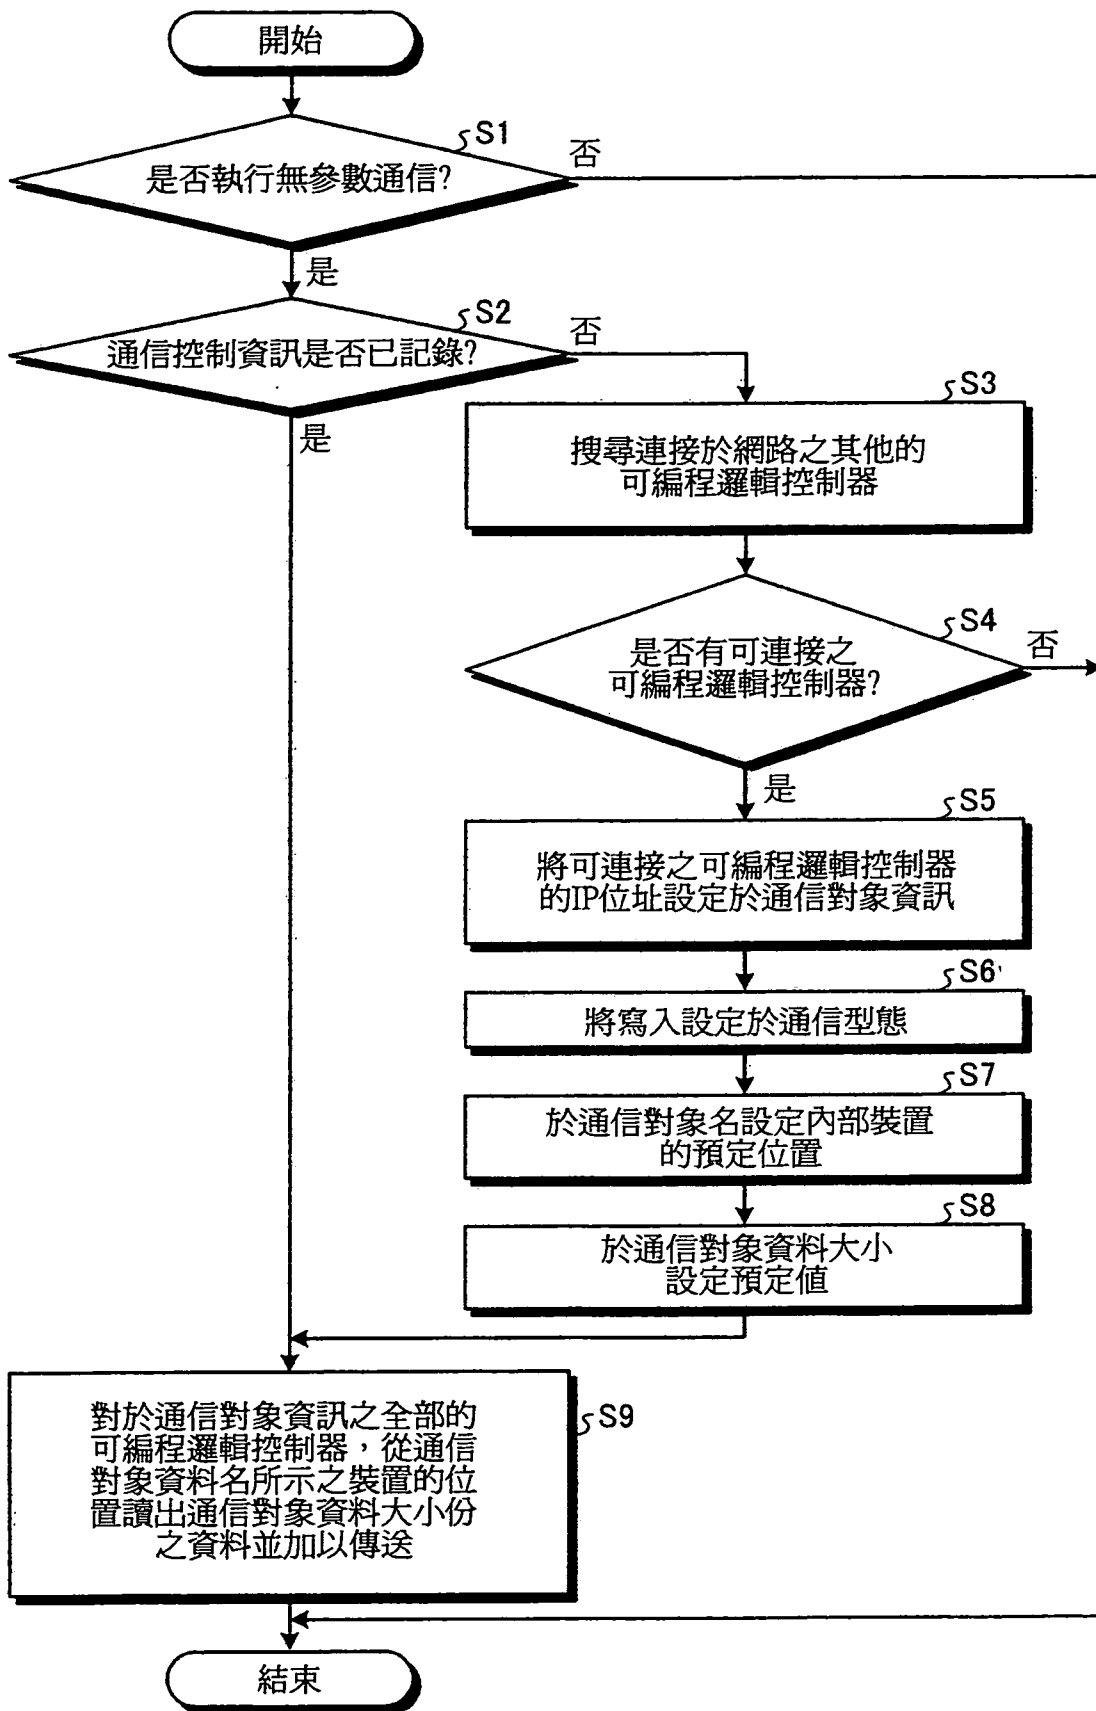 開始
S1
是否執行無參數通信?
否
是
S2
通信控制資訊是否已記錄?
否
是
S3
搜尋連接於網路之其他的
可編程邏輯控制器
S4
是否有可連接之
可編程邏輯控制器?
否
是
S5
將可連接之可編程邏輯控制器
的IP位址設定於通信對象資訊
S6
將寫入設定於通信型態
S7
於通信對象名設定內部裝置
的預定位置
S8
於通信對象資料大小
設定預定值
S9
對於通信對象資訊之全部的
可編程邏輯控制器，從通信
對象資料名所示之裝置的位
置讀出通信對象資料大小份
之資料並加以傳送
結束